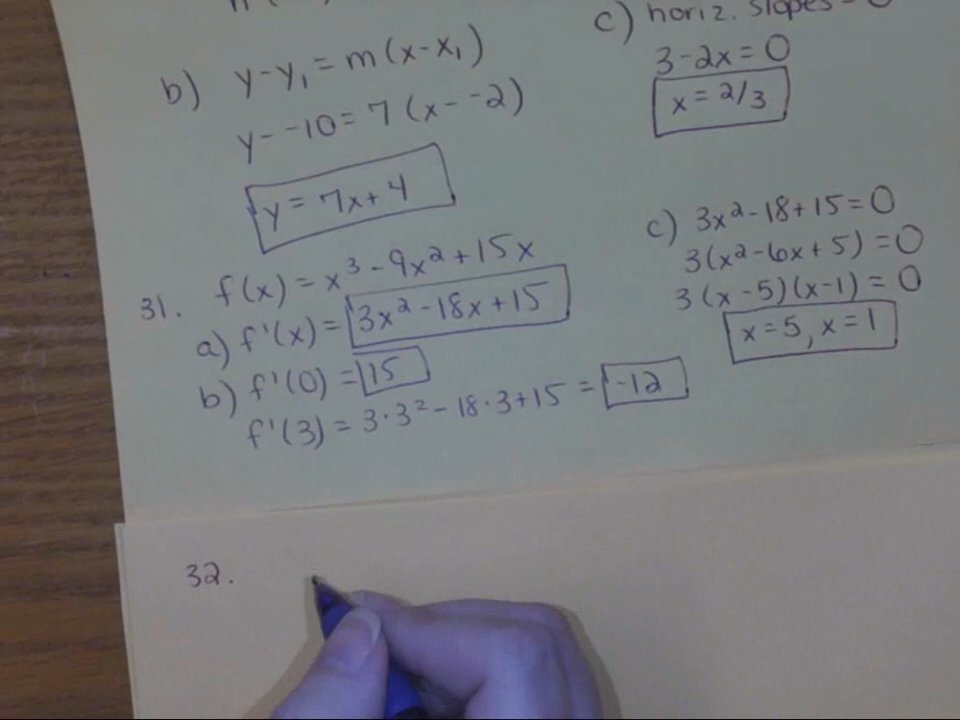 c) horiz. slopes = 0
3-2x=0
x=2/3
b) y-y₁=m(x-x₁)
y--10=7(x--2)
y=7x+4
31. f(x)=x³-9x²+15x
a) f'(x)=3x²-18x+15
b) f'(0)=15
f'(3)=3·3²-18·3+15=-12
c) 3x²-18+15=0
3(x²-6x+5)=0
3(x-5)(x-1)=0
x=5, x=1
32.